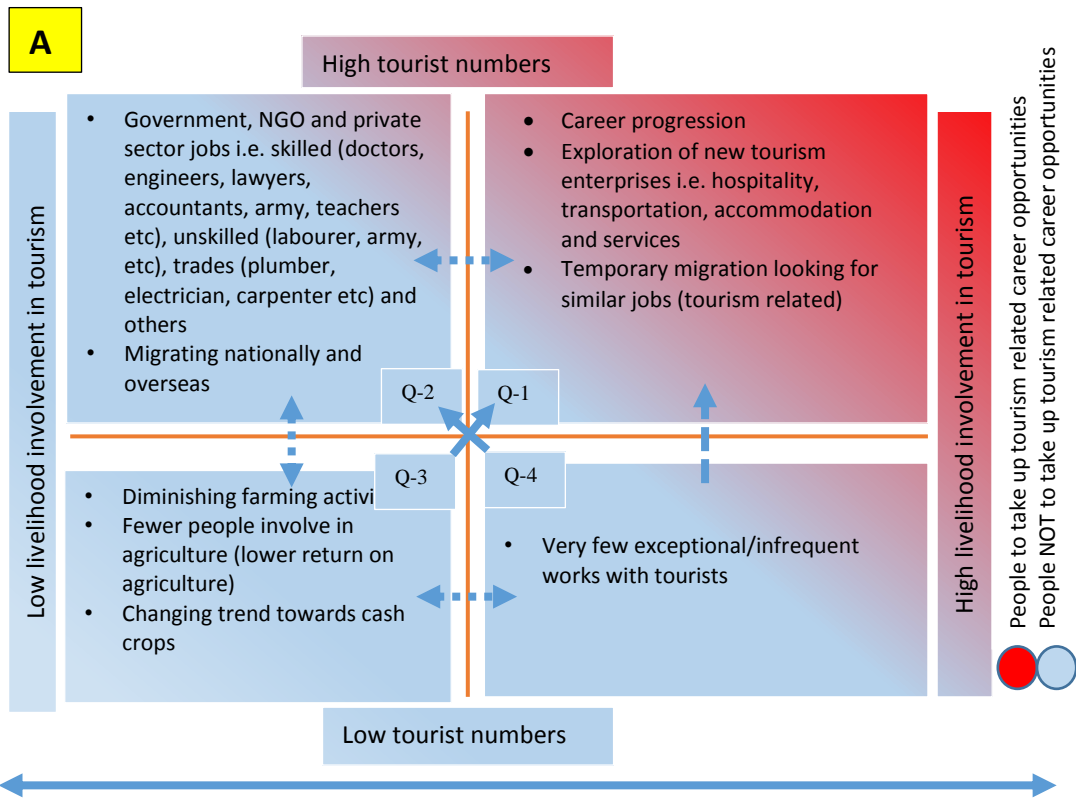 A
High tourist numbers
Low livelihood involvement in tourism
• Government, NGO and private
sector jobs i.e. skilled (doctors,
engineers, lawyers,
accountants, army, teachers
etc), unskilled (labourer, army,
etc), trades (plumber,
electrician, carpenter etc) and
others
• Migrating nationally and
overseas
• Career progression
• Exploration of new tourism
enterprises i.e. hospitality,
transportation, accommodation
and services
• Temporary migration looking for
similar jobs (tourism related)
Q-2
Q-1
Q-3
Q-4
• Diminishing farming activi
• Fewer people involve in
agriculture (lower return on
agriculture)
• Changing trend towards cash
crops
• Very few exceptional/infrequent
works with tourists
High livelihood involvement in tourism
People to take up tourism related career opportunities
People NOT to take up tourism related career opportunities
Low tourist numbers